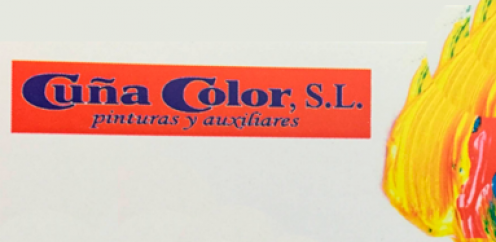 Cuña Color, S.L.
pinturas y auxiliares